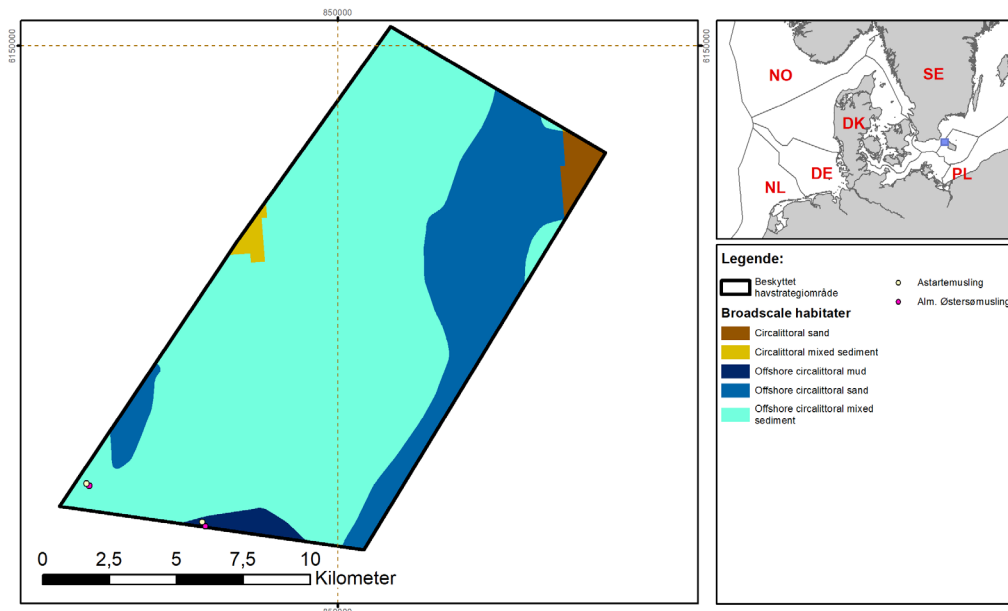 850000
8150000
8150000
850000
0 2,5 5 7,5 10
Kilometer
NO
SE
DK
DE
NL
PL
Legende:
Beskyttet
havstrategiområde
Broadscale habitater
Circalittoral sand
Circalittoral mixed sediment
Offshore circalittoral mud
Offshore circalittoral sand
Offshore circalittoral mixed
sediment
Astartemusling
Alm. Østersømusling